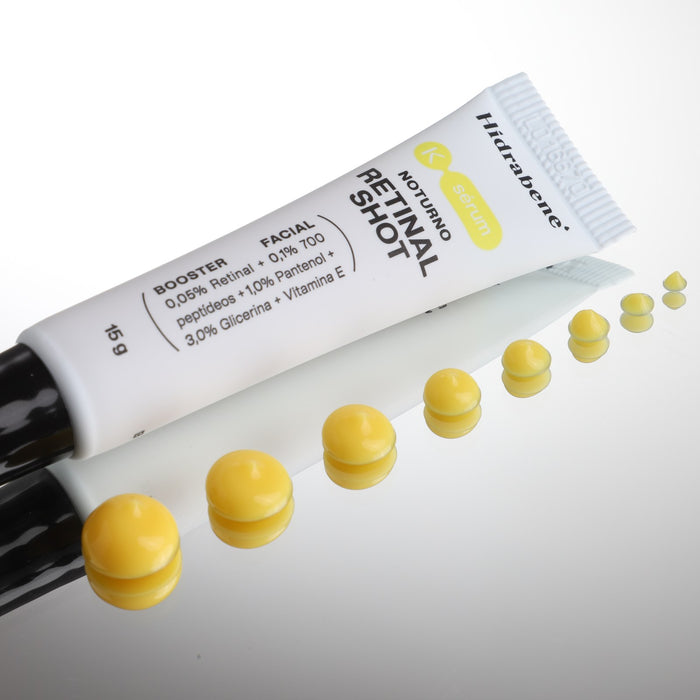 Hidrabene
K sérum
NOTURNO
RETINAL
SHOT
BOOSTER FACIAL
0,05% Retinal + 0,1% 700
peptídeos + 1,0% Pantenol +
3,0% Glicerina + Vitamina E
15 g